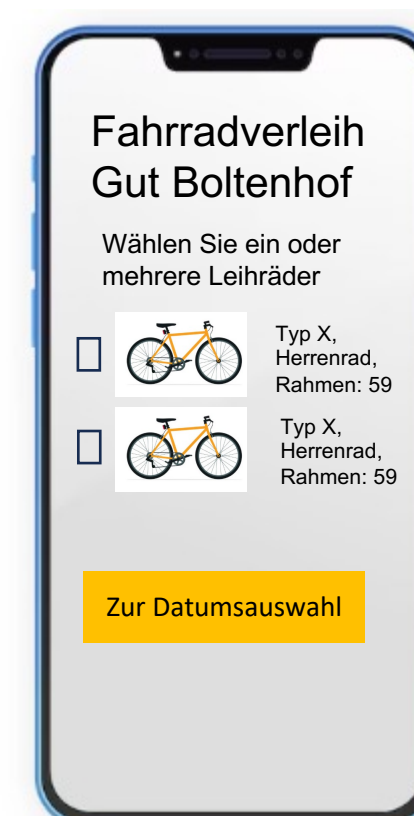 Fahrradverleih
Gut Boltenhof
Wählen Sie ein oder
mehrere Leihräder
Typ X,
Herrenrad,
Rahmen: 59
Typ X,
Herrenrad,
Rahmen: 59
Zur Datumsauswahl